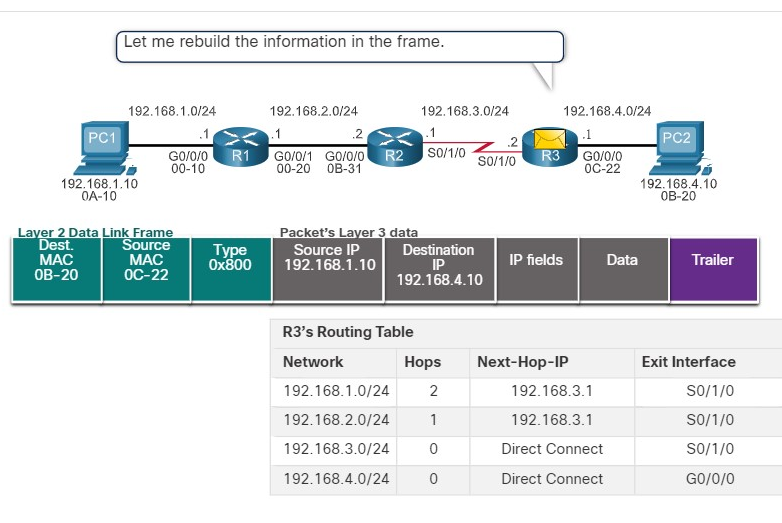 Let me rebuild the information in the frame.
192.168.1.0/24 192.168.2.0/24 192.168.3.0/24 192.168.4.0/24
PC1 .1 R1 .1 .2 R2 .1 .2 R3 .1 PC2
G0/0/0 G0/0/1 G0/0/0 S0/1/0 S0/1/0 G0/0/0
00-10 00-20 0B-31 0C-22
192.168.1.10 192.168.4.10
0A-10 0B-20
Layer 2 Data Link Frame Packet's Layer 3 data
Dest. MAC 0B-20
Source MAC 0C-22
Type 0x800
Source IP 192.168.1.10
Destination IP 192.168.4.10
IP fields
Data
Trailer
R3's Routing Table
Network Hops Next-Hop-IP Exit Interface
192.168.1.0/24 2 192.168.3.1 S0/1/0
192.168.2.0/24 1 192.168.3.1 S0/1/0
192.168.3.0/24 0 Direct Connect S0/1/0
192.168.4.0/24 0 Direct Connect G0/0/0